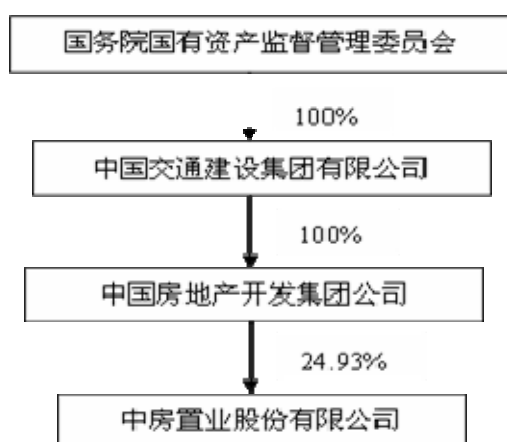 国务院国有资产监督管理委员会
100%
中国交通建设集团有限公司
100%
中国房地产开发集团公司
24.93%
中房置业股份有限公司